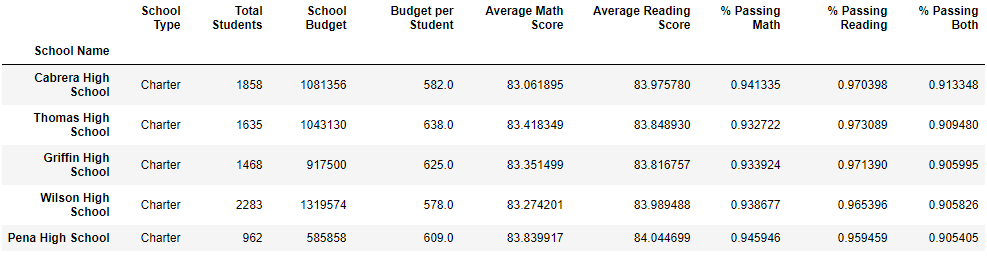 School Type Total Students School Budget Budget per Student Average Math Score Average Reading Score % Passing Math % Passing Reading % Passing Both
School Name
Cabrera High School Charter 1858 1081356 582.0 83.061895 83.975780 0.941335 0.970398 0.913348
Thomas High School Charter 1635 1043130 638.0 83.418349 83.848930 0.932722 0.973089 0.909480
Griffin High School Charter 1468 917500 625.0 83.351499 83.816757 0.933924 0.971390 0.905995
Wilson High School Charter 2283 1319574 578.0 83.274201 83.989488 0.938677 0.965396 0.905826
Pena High School Charter 962 585858 609.0 83.839917 84.044699 0.945946 0.959459 0.905405